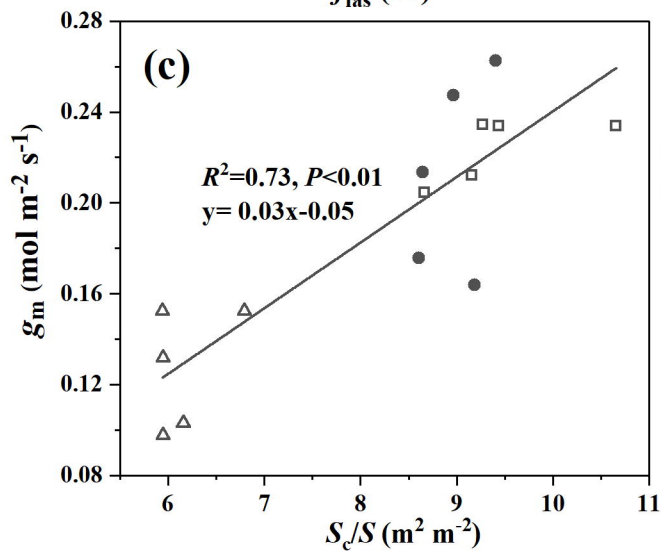 (c)
R²=0.73, P<0.01
y= 0.03x-0.05
0.28
0.24
0.20
0.16
0.12
0.08
gm (mol m⁻² s⁻¹)
6 7 8 9 10 11
Sc/S (m² m⁻²)